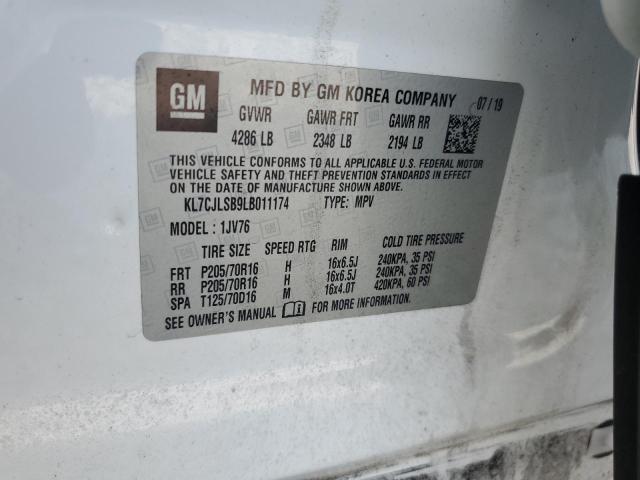 GM MFD BY GM KOREA COMPANY 07/19
GVWR GAWR FRT GAWR RR
4286 LB 2348 LB 2194 LB
THIS VEHICLE CONFORMS TO ALL APPLICABLE U.S. FEDERAL MOTOR
VEHICLE SAFETY AND THEFT PREVENTION STANDARDS IN EFFECT ON
THE DATE OF MANUFACTURE SHOWN ABOVE.
KL7CJLSB9LB011174 TYPE: MPV
MODEL: 1JV76
TIRE SIZE SPEED RTG RIM COLD TIRE PRESSURE
FRT P205/70R16 H 16x6.5J 240KPA, 35 PSI
RR P205/70R16 H 16x6.5J 240KPA, 35 PSI
SPA T125/70D16 M 16x4.0T 420KPA, 60 PSI
SEE OWNER'S MANUAL FOR MORE INFORMATION.